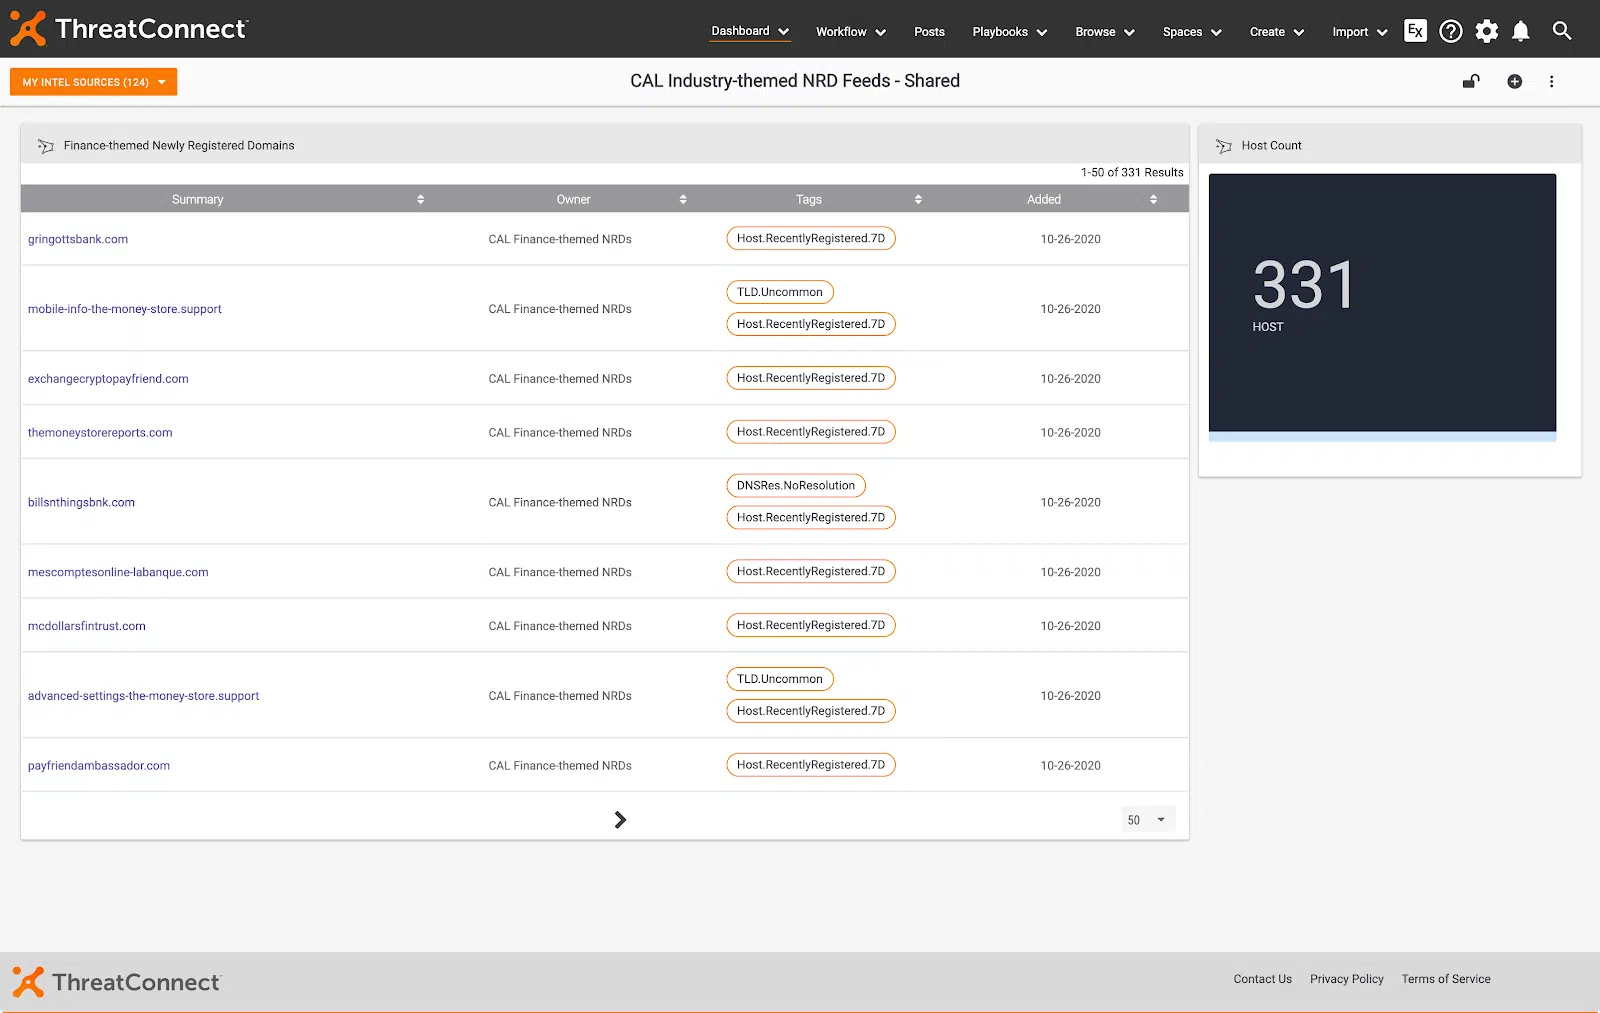 ThreatConnect™
Dashboard Workflow Posts Playbooks Browse Spaces Create Import EX ?
MY INTEL SOURCES (124)
CAL Industry-themed NRD Feeds - Shared
Finance-themed Newly Registered Domains
1-50 of 331 Results
Summary Owner Tags Added
gringottsbank.com CAL Finance-themed NRDs Host.RecentlyRegistered.7D 10-26-2020
TLD.Uncommon
mobile-info-the-money-store.support CAL Finance-themed NRDs 10-26-2020
Host.RecentlyRegistered.7D
exchangecryptopayfriend.com CAL Finance-themed NRDs Host.RecentlyRegistered.7D 10-26-2020
themoneystorereports.com CAL Finance-themed NRDs Host.RecentlyRegistered.7D 10-26-2020
DNSRes.NoResolution
billsnthingsbnk.com CAL Finance-themed NRDs 10-26-2020
Host.RecentlyRegistered.7D
mescomptesonline-labanque.com CAL Finance-themed NRDs Host.RecentlyRegistered.7D 10-26-2020
mcdollarsfintrust.com CAL Finance-themed NRDs Host.RecentlyRegistered.7D 10-26-2020
TLD.Uncommon
advanced-settings-the-money-store.support CAL Finance-themed NRDs 10-26-2020
Host.RecentlyRegistered.7D
payfriendambassador.com CAL Finance-themed NRDs Host.RecentlyRegistered.7D 10-26-2020
50
Host Count
331
HOST
ThreatConnect™
Contact Us Privacy Policy Terms of Service